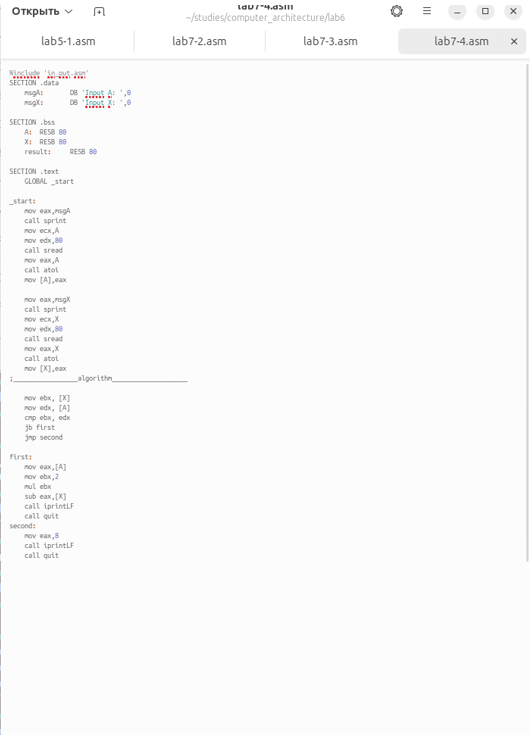 Открыть
lab7-4.asm
~/studies/computer_architecture/lab6
lab5-1.asm
lab7-2.asm
lab7-3.asm
lab7-4.asm
%include 'in_out.asm'
SECTION .data
msgA: DB 'Input A: ',0
msgX: DB 'Input X: ',0
SECTION .bss
A: RESB 80
X: RESB 80
result: RESB 80
SECTION .text
GLOBAL _start
_start:
mov eax,msgA
call sprint
mov ecx,A
mov edx,80
call sread
mov eax,A
call atoi
mov [A],eax
mov eax,msgX
call sprint
mov ecx,X
mov edx,80
call sread
mov eax,X
call atoi
mov [X],eax
;_________________algorithm____________________
mov ebx, [X]
mov edx, [A]
cmp ebx, edx
jb first
jmp second
first:
mov eax,[A]
mov ebx,2
mul ebx
sub eax,[X]
call iprintLF
call quit
second:
mov eax,8
call iprintLF
call quit